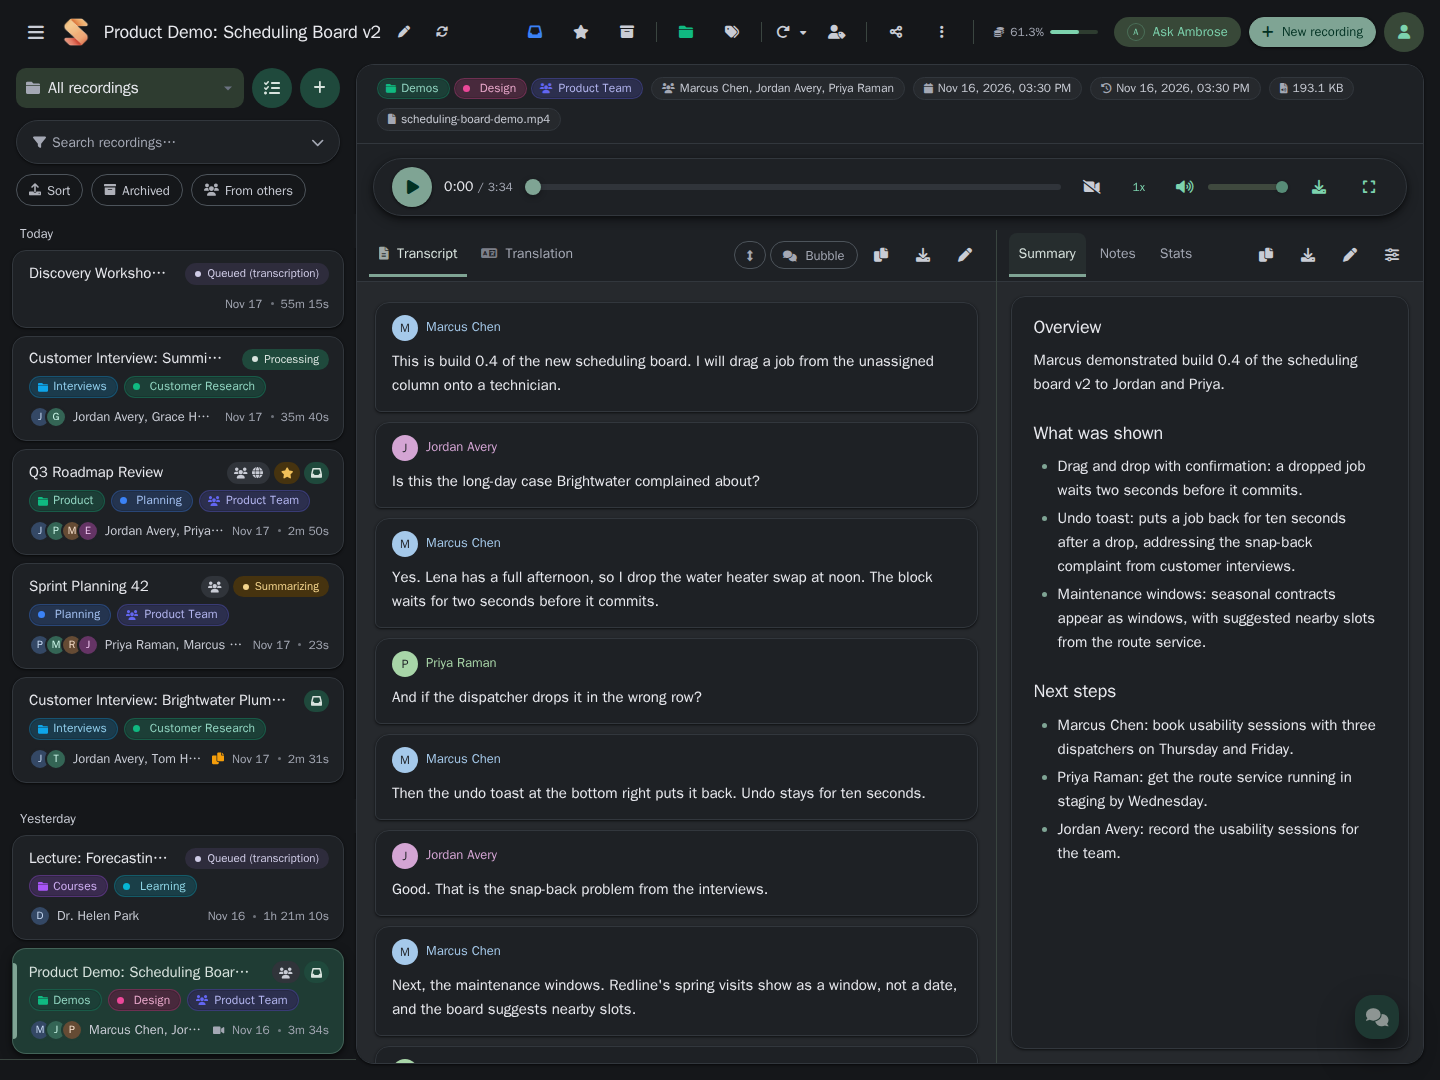 Product Demo: Scheduling Board v2
61.3%
A Ask Ambrose
New recording
All recordings
Search recordings···
Sort
Archived
From others
Today
Discovery Worksho···
Queued (transcription)
Nov 17 • 55m 15s
Customer Interview: Summi···
Processing
Interviews
Customer Research
J G Jordan Avery, Grace H···
Nov 17 • 35m 40s
Q3 Roadmap Review
Product
Planning
Product Team
J P M E Jordan Avery, Priya···
Nov 17 • 2m 50s
Sprint Planning 42
Summarizing
Planning
Product Team
P M R J Priya Raman, Marcus ···
Nov 17 • 23s
Customer Interview: Brightwater Plum···
Interviews
Customer Research
J T Jordan Avery, Tom H···
Nov 17 • 2m 31s
Yesterday
Lecture: Forecastin···
Queued (transcription)
Courses
Learning
D Dr. Helen Park
Nov 16 • 1h 21m 10s
Product Demo: Scheduling Boar···
Demos
Design
Product Team
M J P Marcus Chen, Jor···
Nov 16 • 3m 34s
Demos
Design
Product Team
Marcus Chen, Jordan Avery, Priya Raman
Nov 16, 2026, 03:30 PM
Nov 16, 2026, 03:30 PM
193.1 KB
scheduling-board-demo.mp4
0:00 / 3:34
1x
Transcript
Translation
Bubble
M Marcus Chen
This is build 0.4 of the new scheduling board. I will drag a job from the unassigned
column onto a technician.
J Jordan Avery
Is this the long-day case Brightwater complained about?
M Marcus Chen
Yes. Lena has a full afternoon, so I drop the water heater swap at noon. The block
waits for two seconds before it commits.
P Priya Raman
And if the dispatcher drops it in the wrong row?
M Marcus Chen
Then the undo toast at the bottom right puts it back. Undo stays for ten seconds.
J Jordan Avery
Good. That is the snap-back problem from the interviews.
M Marcus Chen
Next, the maintenance windows. Redline's spring visits show as a window, not a date,
and the board suggests nearby slots.
Summary
Notes
Stats
Overview
Marcus demonstrated build 0.4 of the scheduling
board v2 to Jordan and Priya.
What was shown
• Drag and drop with confirmation: a dropped job
waits two seconds before it commits.
• Undo toast: puts a job back for ten seconds
after a drop, addressing the snap-back
complaint from customer interviews.
• Maintenance windows: seasonal contracts
appear as windows, with suggested nearby slots
from the route service.
Next steps
• Marcus Chen: book usability sessions with three
dispatchers on Thursday and Friday.
• Priya Raman: get the route service running in
staging by Wednesday.
• Jordan Avery: record the usability sessions for
the team.